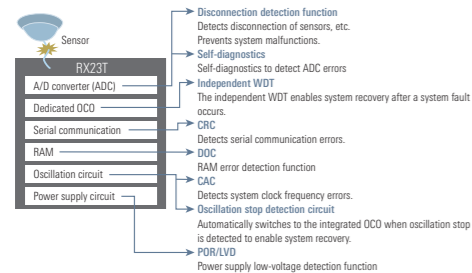 Sensor
RX23T
A/D converter (ADC)
Dedicated OCO
Serial communication
RAM
Oscillation circuit
Power supply circuit
Disconnection detection function
Detects disconnection of sensors, etc.
Prevents system malfunctions.
Self-diagnostics
Self-diagnostics to detect ADC errors
Independent WDT
The independent WDT enables system recovery after a system fault
occurs.
CRC
Detects serial communication errors.
DOC
RAM error detection function
CAC
Detects system clock frequency errors.
Oscillation stop detection circuit
Automatically switches to the integrated OCO when oscillation stop
is detected to enable system recovery.
POR/LVD
Power supply low-voltage detection function